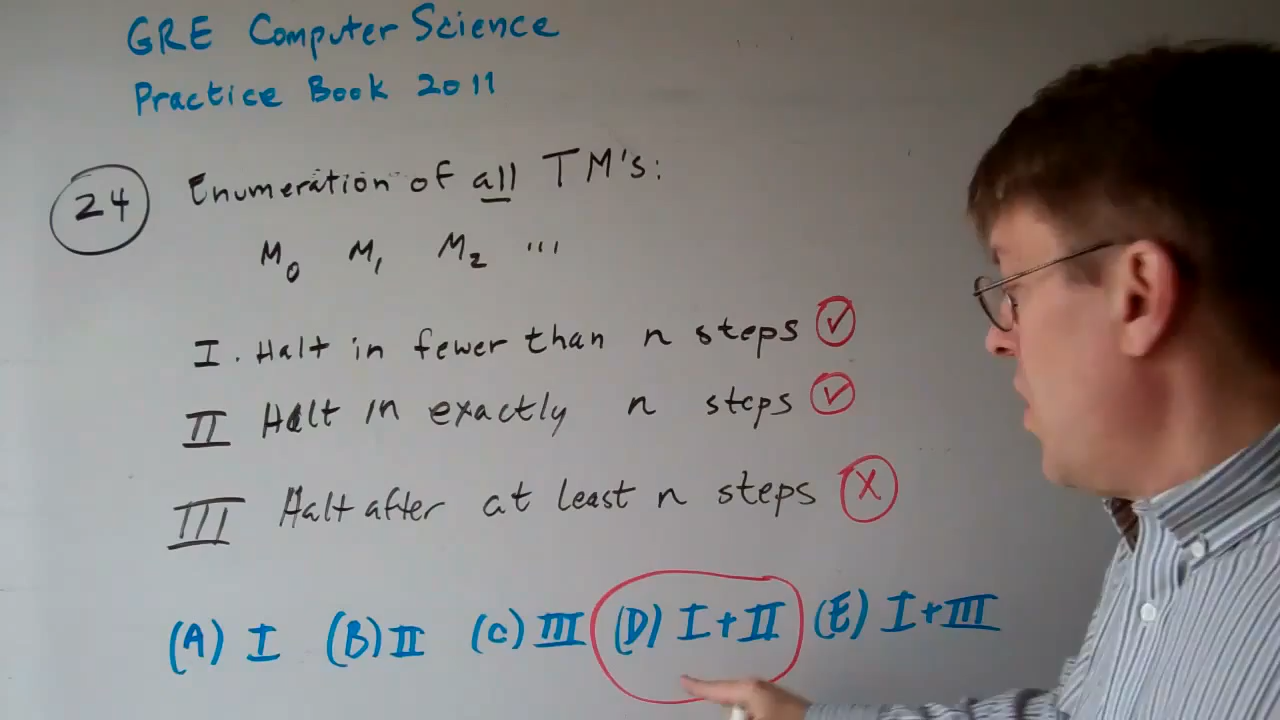 GRE Computer Science
Practice Book 2011
24 Enumeration of all TM's:
M0 M1 M2 ...
I. Halt in fewer than n steps ✓
II Halt in exactly n steps ✓
III Halt after at least n steps X
(A) I (B) II (C) III (D) I+II (E) I+III